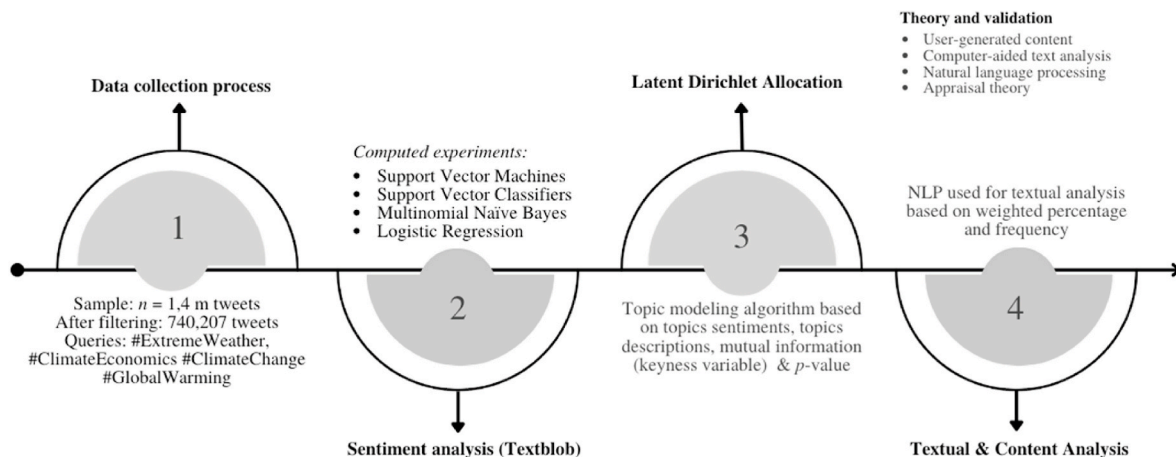 Data collection process
1
Sample: n = 1,4 m tweets
After filtering: 740,207 tweets
Queries: #ExtremeWeather,
#ClimateEconomics #ClimateChange
#GlobalWarming
Computed experiments:
• Support Vector Machines
• Support Vector Classifiers
• Multinomial Naïve Bayes
• Logistic Regression
2
Sentiment analysis (Textblob)
Latent Dirichlet Allocation
3
Topic modeling algorithm based
on topics sentiments, topics
descriptions, mutual information
(keyness variable) & p-value
Theory and validation
• User-generated content
• Computer-aided text analysis
• Natural language processing
• Appraisal theory
NLP used for textual analysis
based on weighted percentage
and frequency
4
Textual & Content Analysis